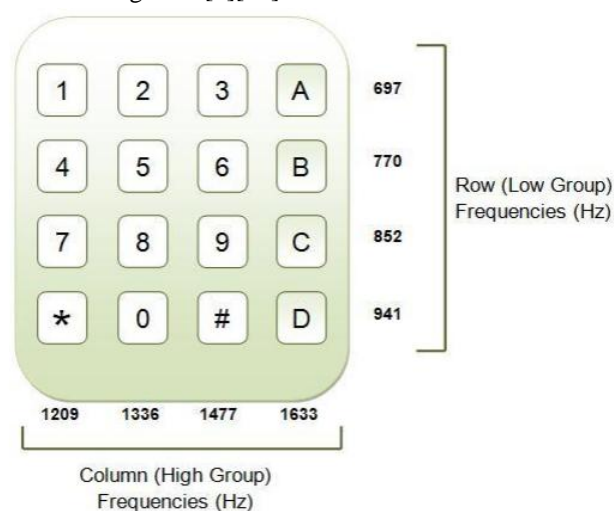 1 2 3 A 697
4 5 6 B 770
Row (Low Group)
Frequencies (Hz)
7 8 9 C 852
* 0 # D 941
1209 1336 1477 1633
Column (High Group)
Frequencies (Hz)